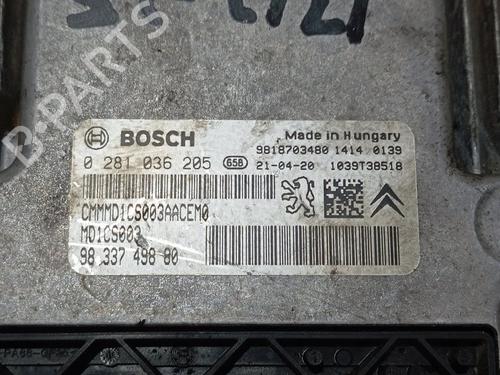 BOSCH
Made in Hungary
0 281 036 205 658
9818703480 1414 0139
21-04-20 1039T38518
CMMMD1CS003AACEM0
MD1CS003
98 337 498 80
B-PARTS